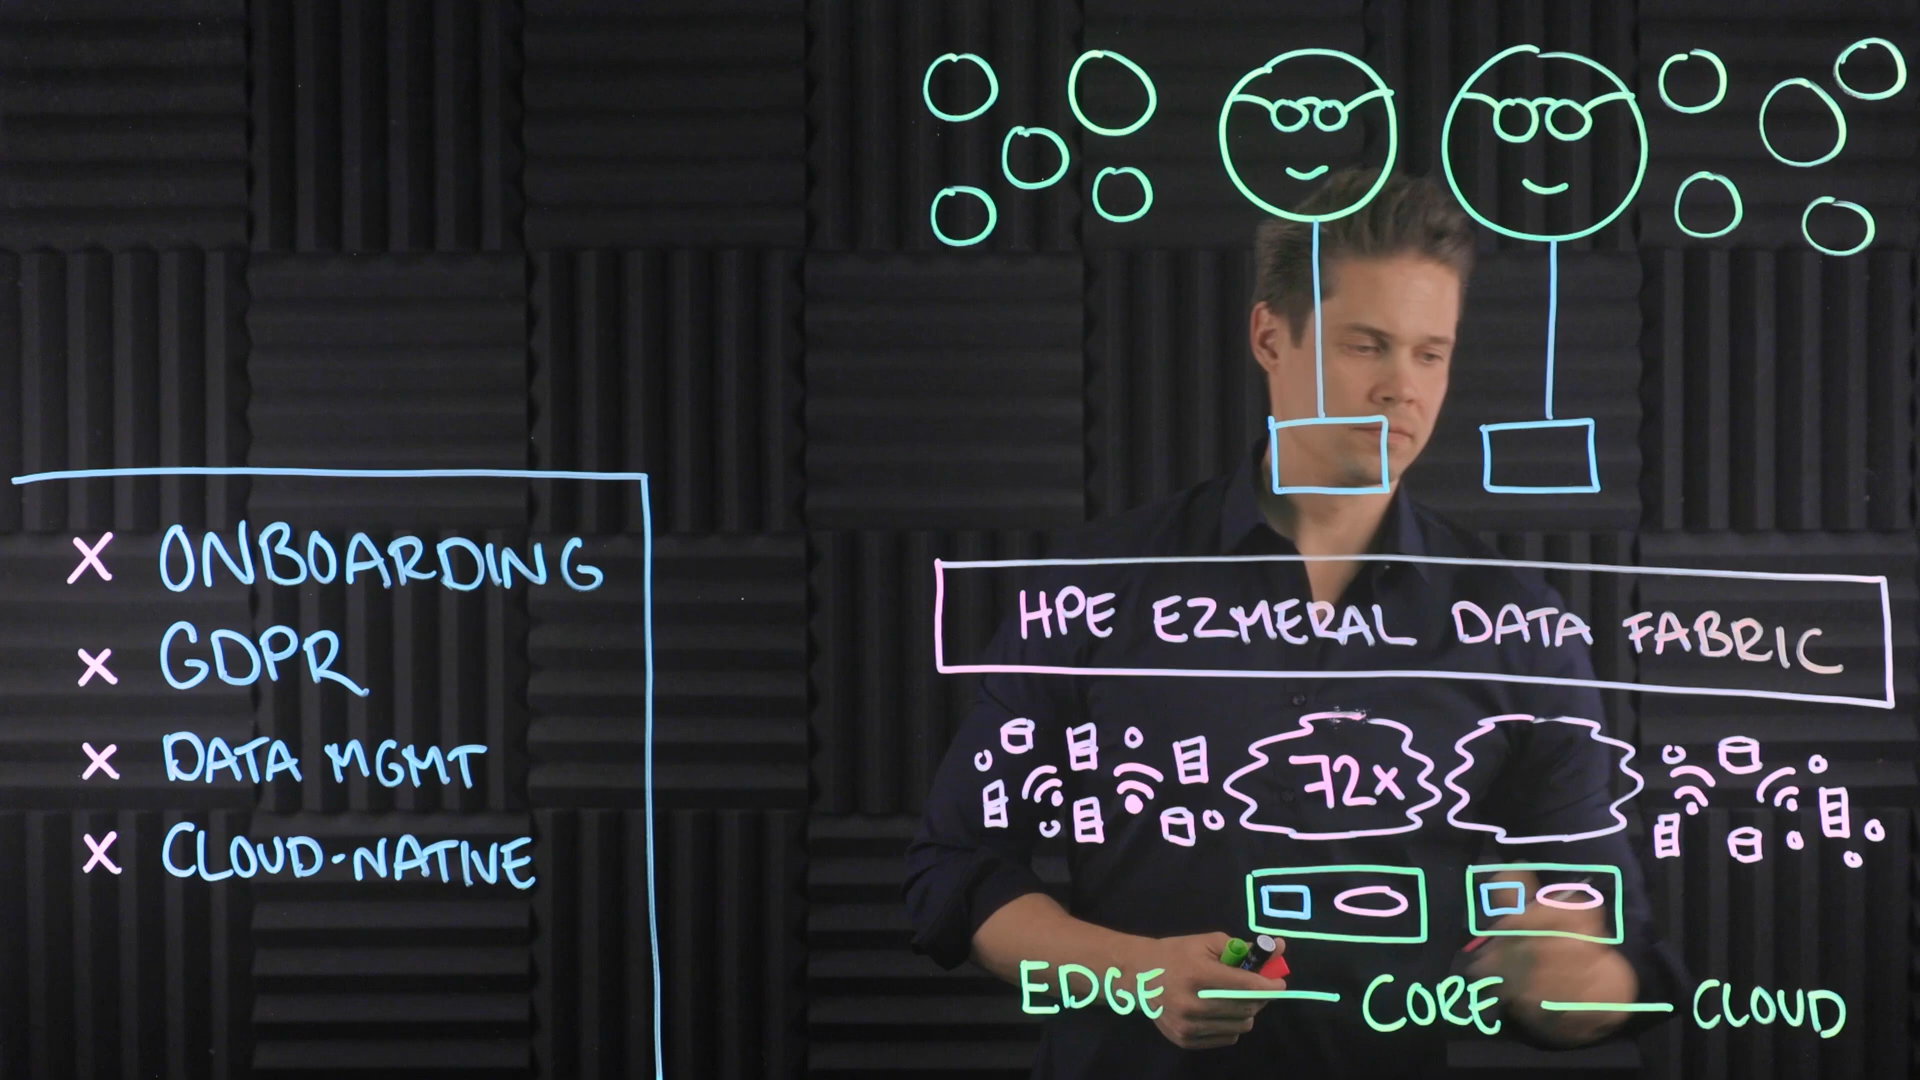 X ONBOARDING
X GDPR
X DATA MGMT
X CLOUD-NATIVE
HPE EZMERAL DATA FABRIC
72x
EDGE — CORE — CLOUD